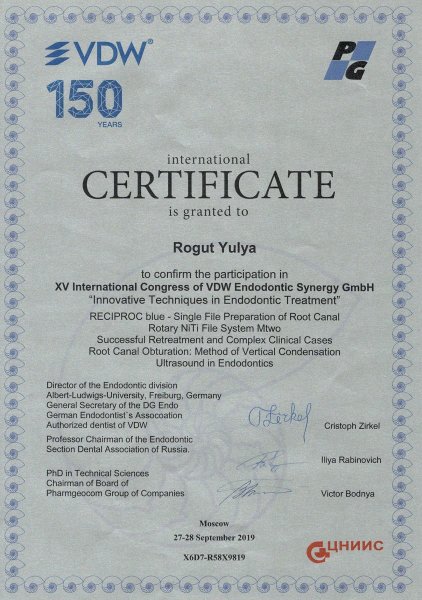 VDW®
150
YEARS
PG
international
CERTIFICATE
is granted to
Rogut Yulya
to confirm the participation in
XV International Congress of VDW Endodontic Synergy GmbH
“Innovative Techniques in Endodontic Treatment”
RECIPROC blue - Single File Preparation of Root Canal
Rotary NiTi File System Mtwo
Successful Retreatment and Complex Clinical Cases
Root Canal Obturation: Method of Vertical Condensation
Ultrasound in Endodontics
Director of the Endodontic division
Albert-Ludwigs-University, Freiburg, Germany
General Secretary of the DG Endo
German Endodontist`s Assocoation
Authorized dentist of VDW
Cristoph Zirkel
Professor Chairman of the Endodontic
Section Dental Association of Russia.
Iliya Rabinovich
PhD in Technical Sciences
Chairman of Board of
Pharmgeocom Group of Companies
Victor Bodnya
Moscow
27-28 September 2019
X6D7-R58X9819
ЦНИИС